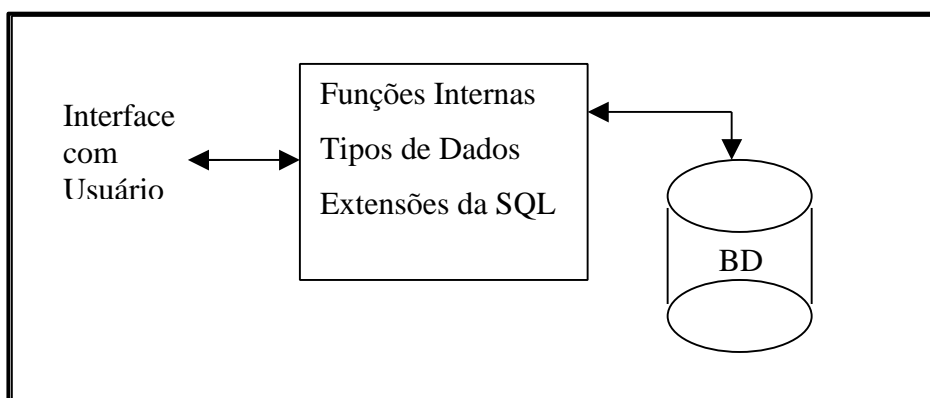 Interface
com
Usuário
Funções Internas
Tipos de Dados
Extensões da SQL
BD